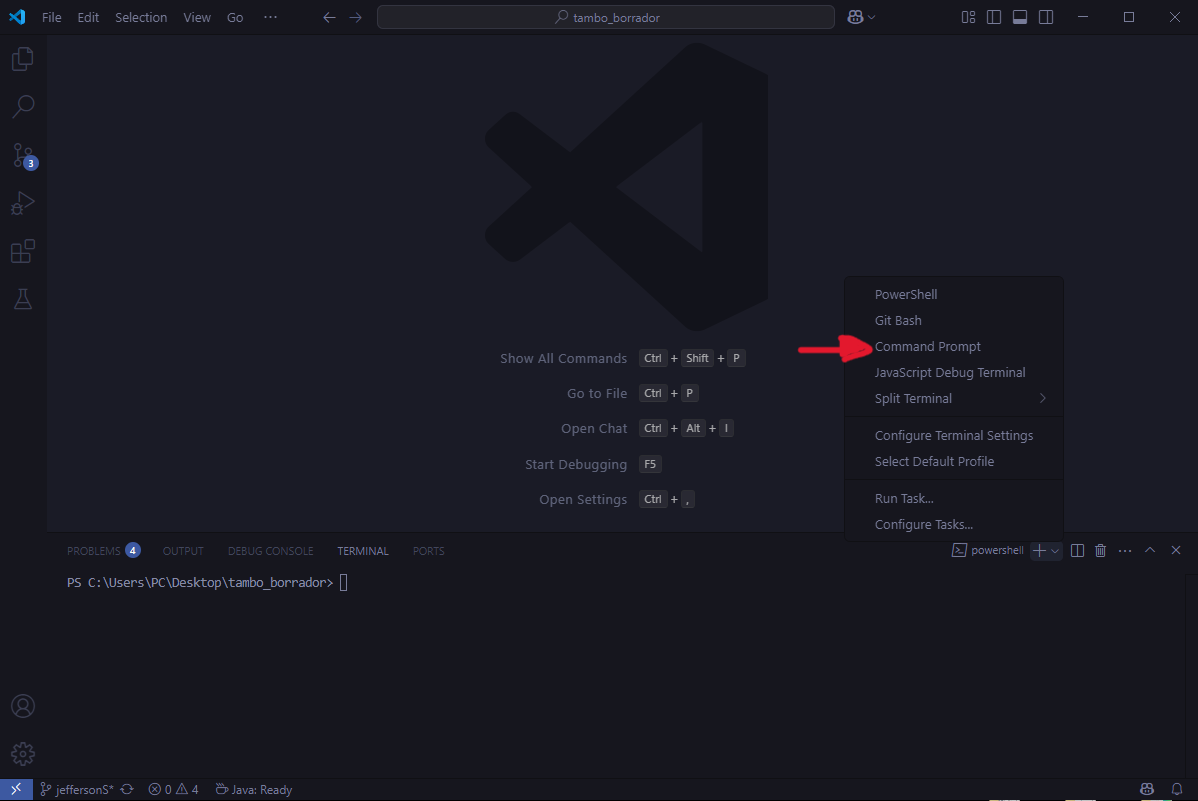 File Edit Selection View Go ···
tambo_borrador
3
Show All Commands Ctrl + Shift + P
Go to File Ctrl + P
Open Chat Ctrl + Alt + I
Start Debugging F5
Open Settings Ctrl + ,
PowerShell
Git Bash
Command Prompt
JavaScript Debug Terminal
Split Terminal
Configure Terminal Settings
Select Default Profile
Run Task...
Configure Tasks...
PROBLEMS 4 OUTPUT DEBUG CONSOLE TERMINAL PORTS powershell
PS C:\Users\PC\Desktop\tambo_borrador>
jeffersonS* 0 4 Java: Ready